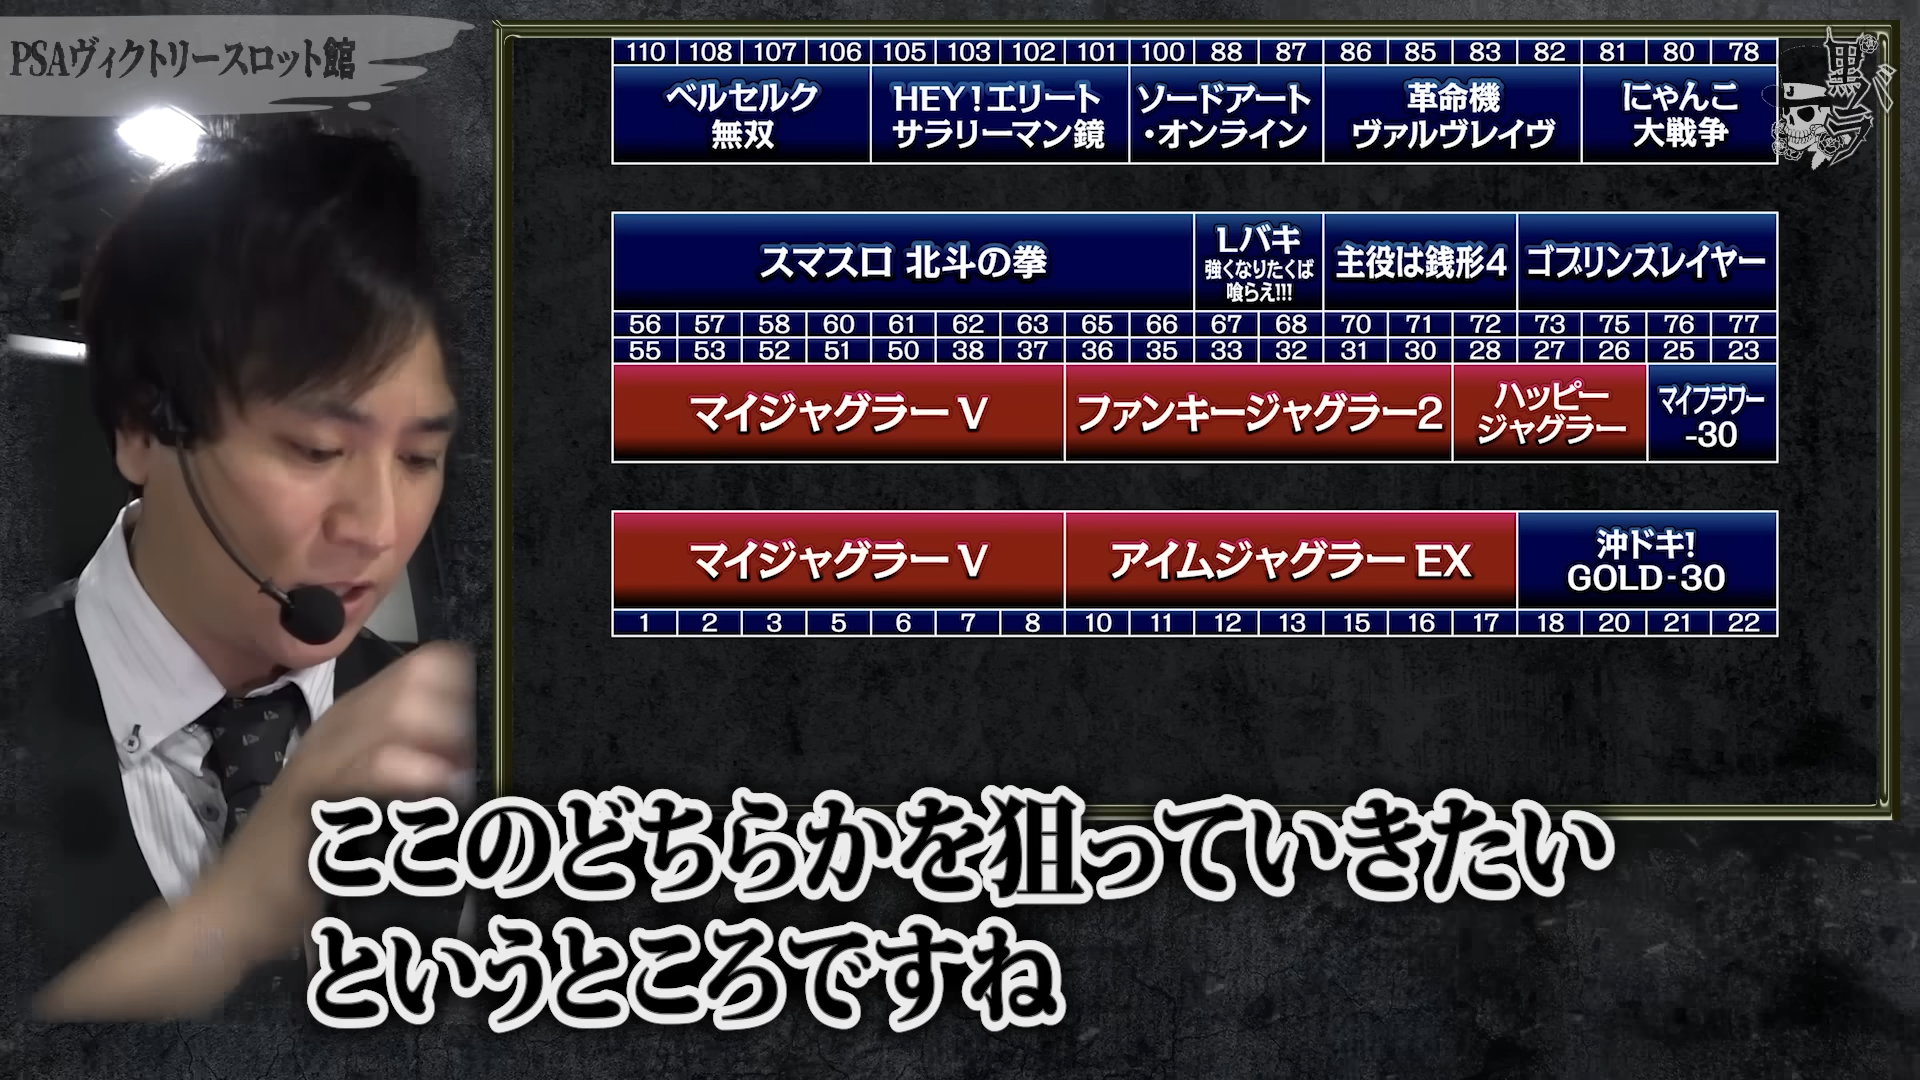 PSAヴィクトリースロット館
黒バラ
110 108 107 106 105 103 102 101 100 88 87 86 85 83 82 81 80 78
ベルセルク
無双
HEY!エリート
サラリーマン鏡
ソードアート
・オンライン
革命機
ヴァルヴレイヴ
にゃんこ
大戦争
スマスロ 北斗の拳
Lバキ
強くなりたくば
喰らえ!!!
主役は銭形4
ゴブリンスレイヤー
56 57 58 60 61 62 63 65 66 67 68 70 71 72 73 75 76 77
55 53 52 51 50 38 37 36 35 33 32 31 30 28 27 26 25 23
マイジャグラーV
ファンキージャグラー2
ハッピー
ジャグラー
マイフラワー
-30
マイジャグラーV
アイムジャグラーEX
沖ドキ!
GOLD-30
1 2 3 5 6 7 8 10 11 12 13 15 16 17 18 20 21 22
ここのどちらかを狙っていきたい
というところですね